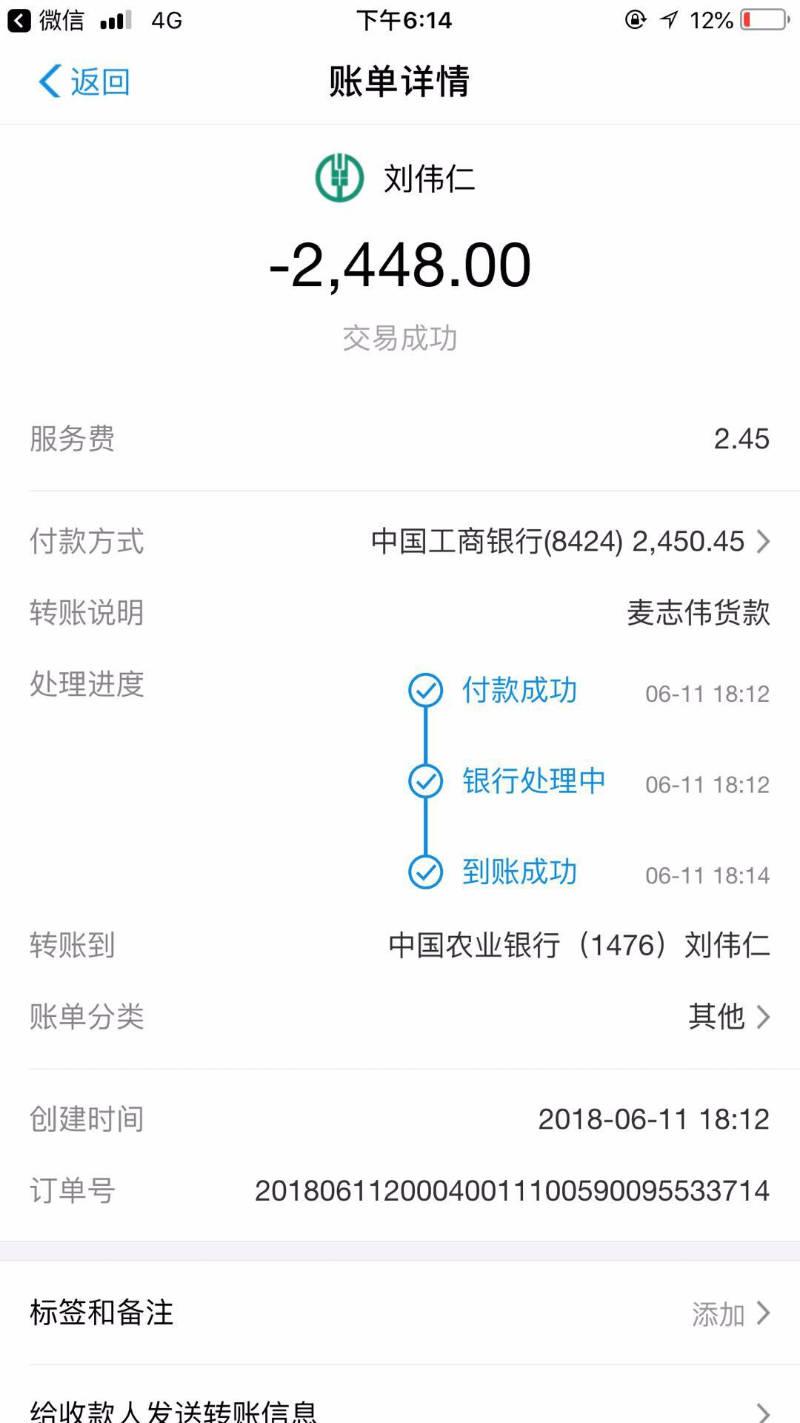 微信 4G 下午6:14 12%
返回 账单详情
刘伟仁
-2,448.00
交易成功
服务费 2.45
付款方式 中国工商银行(8424) 2,450.45
转账说明 麦志伟货款
处理进度 付款成功 06-11 18:12
银行处理中 06-11 18:12
到账成功 06-11 18:14
转账到 中国农业银行（1476）刘伟仁
账单分类 其他
创建时间 2018-06-11 18:12
订单号 20180611200040011100590095533714
标签和备注 添加
给收款人发送转账信息